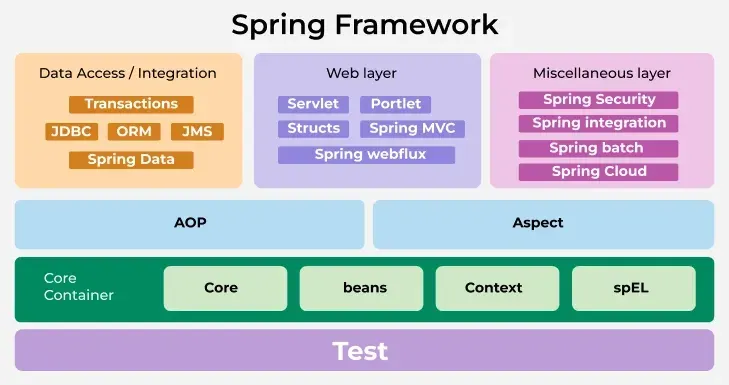 Spring Framework
Data Access / Integration
Transactions
JDBC ORM JMS
Spring Data
Web layer
Servlet Portlet
Structs Spring MVC
Spring webflux
Miscellaneous layer
Spring Security
Spring integration
Spring batch
Spring Cloud
AOP
Aspect
Core
Container
Core
beans
Context
spEL
Test